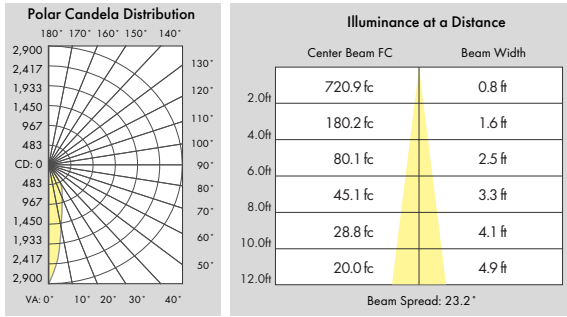 Polar Candela Distribution
180° 170° 160° 150° 140°
2,900
2,417
1,933
1,450
967
483
CD: 0
483
967
1,450
1,933
2,417
2,900
130°
120°
110°
100°
90°
80°
70°
60°
50°
VA: 0° 10° 20° 30° 40°
Illuminance at a Distance
Center Beam FC Beam Width
2.0ft 720.9 fc 0.8 ft
4.0ft 180.2 fc 1.6 ft
6.0ft 80.1 fc 2.5 ft
8.0ft 45.1 fc 3.3 ft
10.0ft 28.8 fc 4.1 ft
12.0ft 20.0 fc 4.9 ft
Beam Spread: 23.2°